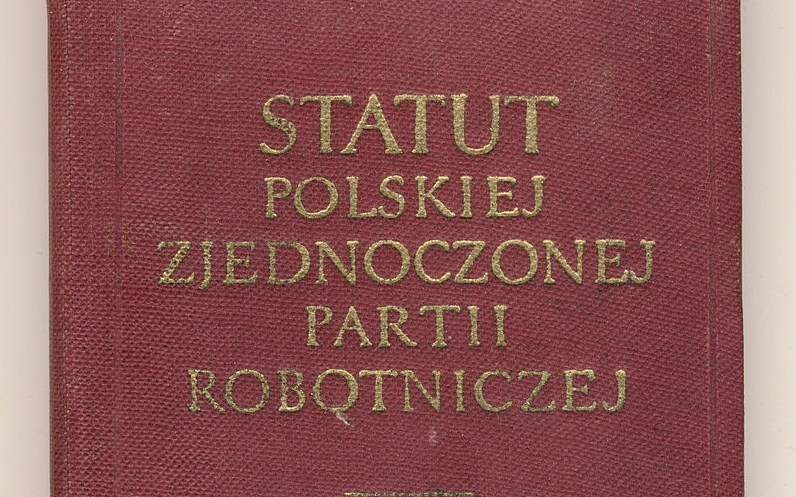 STATUT
POLSKIEJ
ZJEDNOCZONEJ
PARTII
ROBOTNICZEJ